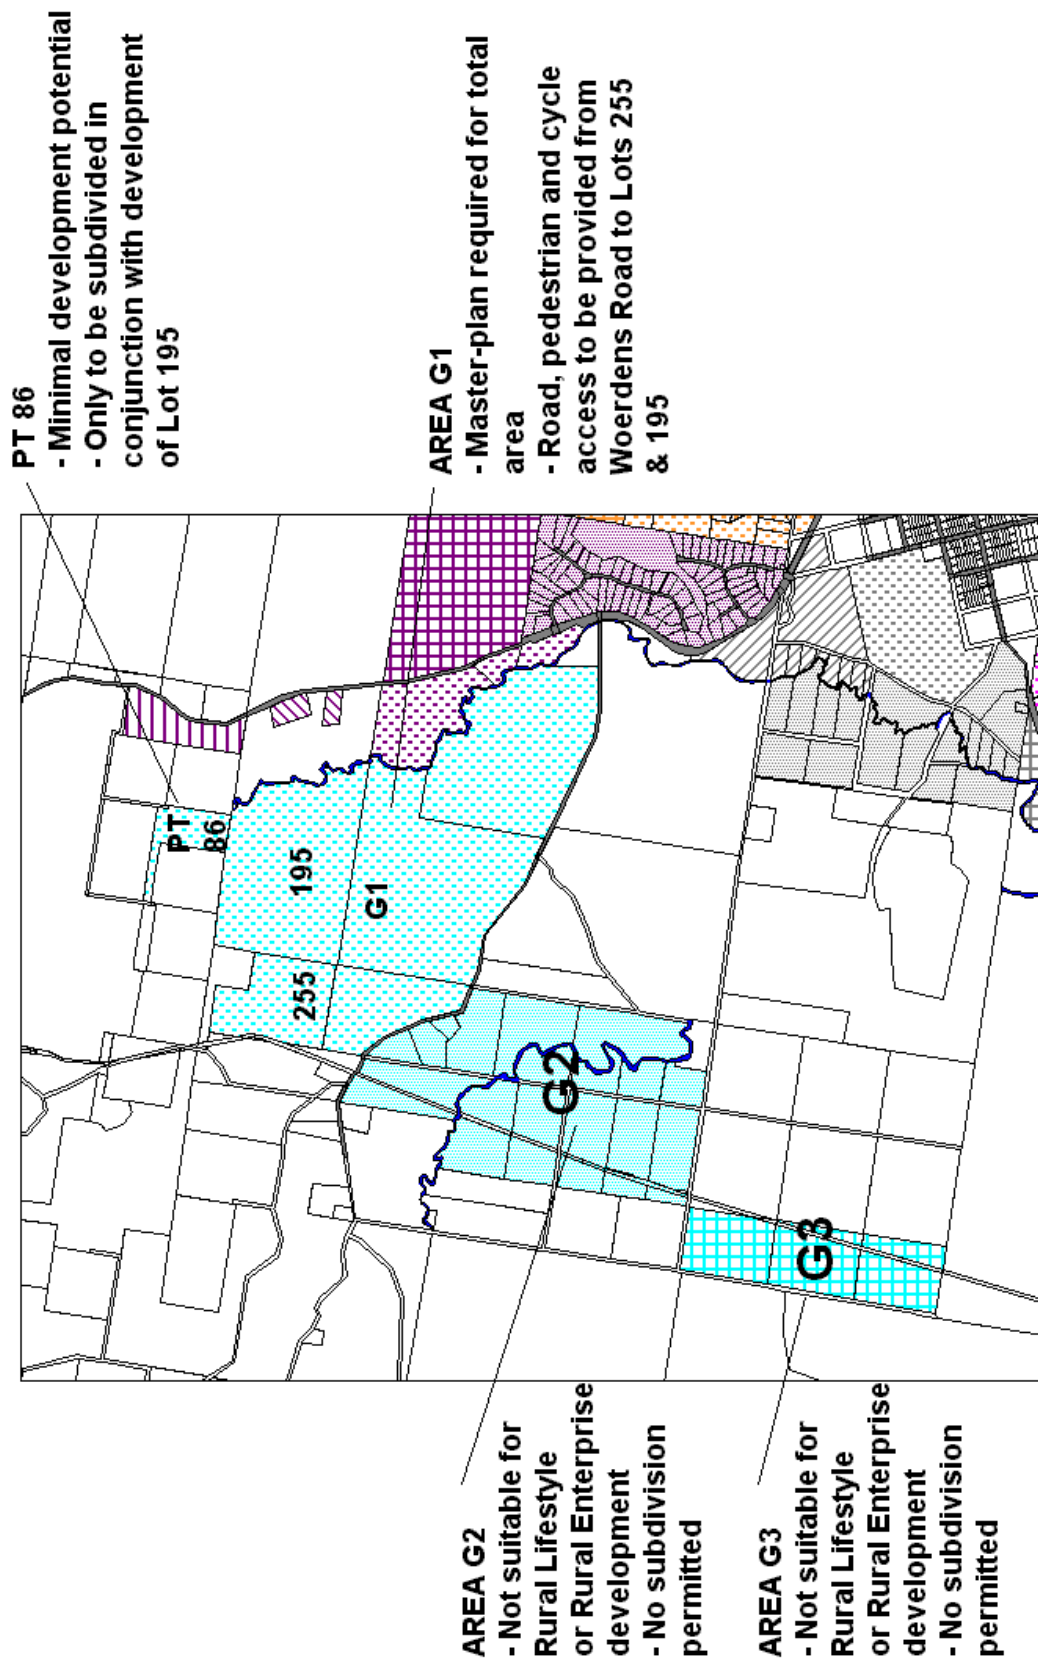 PT 86
- Minimal development potential
- Only to be subdivided in
conjunction with development
of Lot 195
AREA G1
- Master-plan required for total
area
- Road, pedestrian and cycle
access to be provided from
Woerdens Road to Lots 255
& 195
PT
86
195
G1
255
G2
G3
AREA G2
- Not suitable for
Rural Lifestyle
or Rural Enterprise
development
- No subdivision
permitted
AREA G3
- Not suitable for
Rural Lifestyle
or Rural Enterprise
development
- No subdivision
permitted